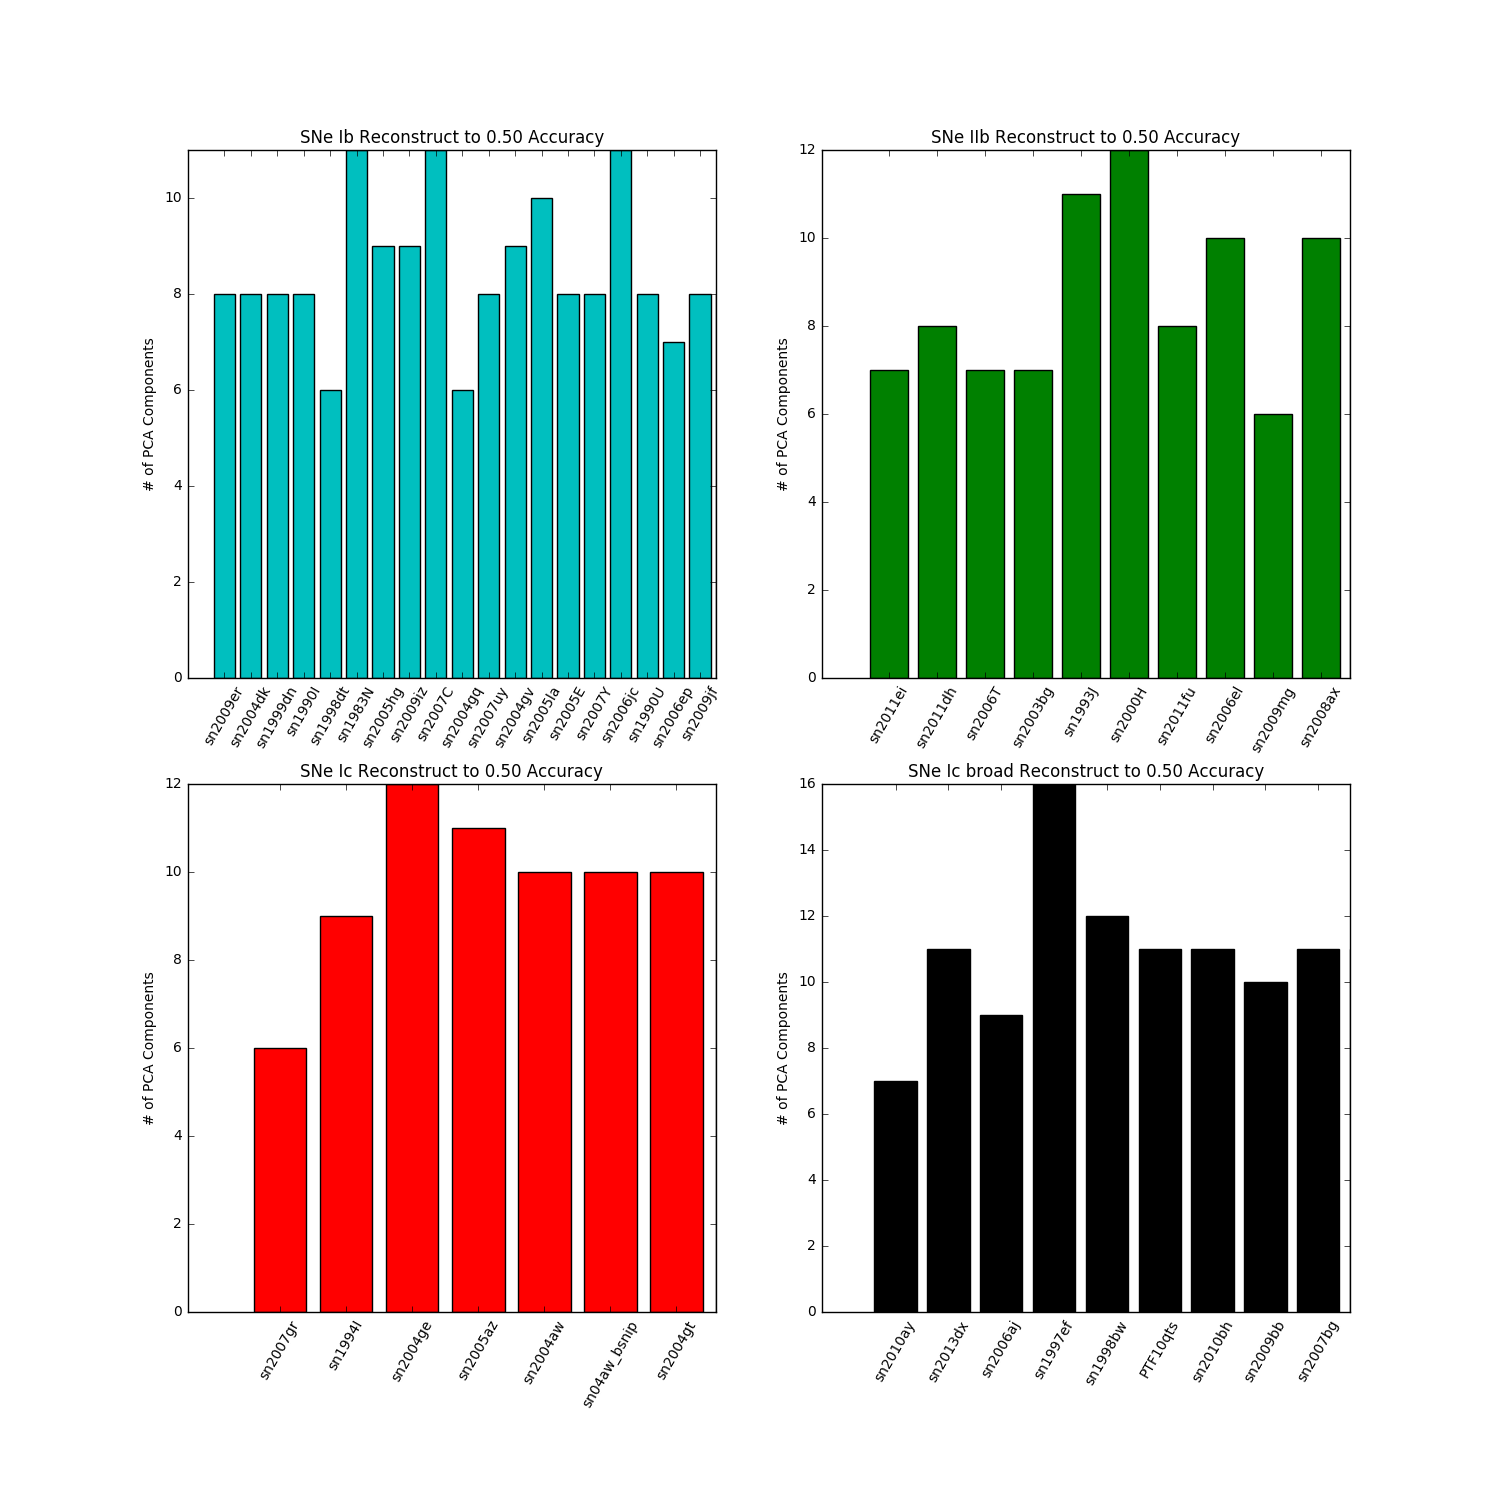 SNe Ib Reconstruct to 0.50 Accuracy
# of PCA Components
10
8
6
4
2
0
sn2009er
sn2004dk
sn1999dn
sn1990I
sn1998dt
sn1983N
sn2005hg
sn2009iz
sn2007C
sn2004gq
sn2007uy
sn2004gv
sn2005la
sn2005E
sn2007Y
sn2006jc
sn1990U
sn2006ep
sn2009jf
SNe IIb Reconstruct to 0.50 Accuracy
# of PCA Components
12
10
8
6
4
2
0
sn2011ei
sn2011dh
sn2006T
sn2003bg
sn1993J
sn2000H
sn2011fu
sn2006el
sn2009mg
sn2008ax
SNe Ic Reconstruct to 0.50 Accuracy
# of PCA Components
12
10
8
6
4
2
0
sn2007gr
sn1994I
sn2004ge
sn2005az
sn2004aw
sn04aw_bsnip
sn2004gt
SNe Ic broad Reconstruct to 0.50 Accuracy
# of PCA Components
16
14
12
10
8
6
4
2
0
sn2010ay
sn2013dx
sn2006aj
sn1997ef
sn1998bw
PTF10qts
sn2010bh
sn2009bb
sn2007bg